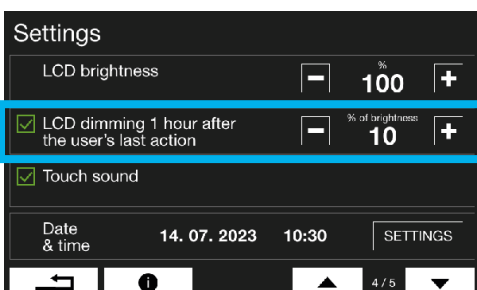 Settings
LCD brightness
%
− 100 +
LCD dimming 1 hour after
the user's last action
% of brightness
− 10 +
Touch sound
Date
& time
14. 07. 2023 10:30 SETTINGS
4/5